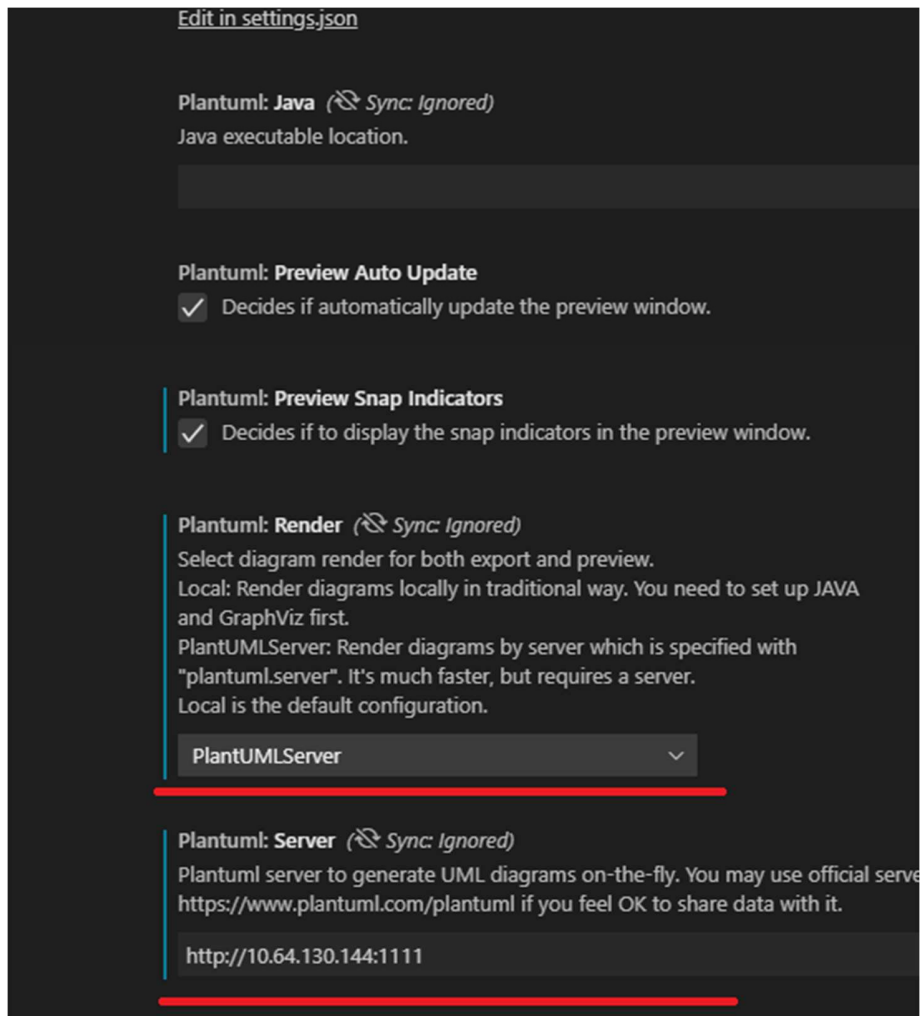 Edit in settings.json
Plantuml: Java (Sync: Ignored)
Java executable location.
Plantuml: Preview Auto Update
Decides if automatically update the preview window.
Plantuml: Preview Snap Indicators
Decides if to display the snap indicators in the preview window.
Plantuml: Render (Sync: Ignored)
Select diagram render for both export and preview.
Local: Render diagrams locally in traditional way. You need to set up JAVA
and GraphViz first.
PlantUMLServer: Render diagrams by server which is specified with
"plantuml.server". It's much faster, but requires a server.
Local is the default configuration.
PlantUMLServer
Plantuml: Server (Sync: Ignored)
Plantuml server to generate UML diagrams on-the-fly. You may use official serve
https://www.plantuml.com/plantuml if you feel OK to share data with it.
http://10.64.130.144:1111